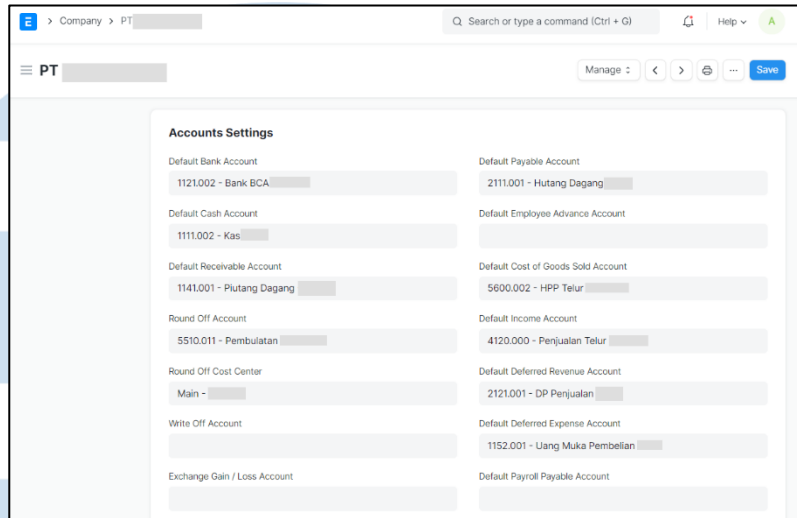 E > Company > PT
Search or type a command (Ctrl + G)
Help
A
PT
Manage
...
Save
Accounts Settings
Default Bank Account
1121.002 - Bank BCA
Default Payable Account
2111.001 - Hutang Dagang
Default Cash Account
1111.002 - Kas
Default Employee Advance Account
Default Receivable Account
1141.001 - Piutang Dagang
Default Cost of Goods Sold Account
5600.002 - HPP Telur
Round Off Account
5510.011 - Pembulatan
Default Income Account
4120.000 - Penjualan Telur
Round Off Cost Center
Main -
Default Deferred Revenue Account
2121.001 - DP Penjualan
Write Off Account
Default Deferred Expense Account
1152.001 - Uang Muka Pembelian
Exchange Gain / Loss Account
Default Payroll Payable Account